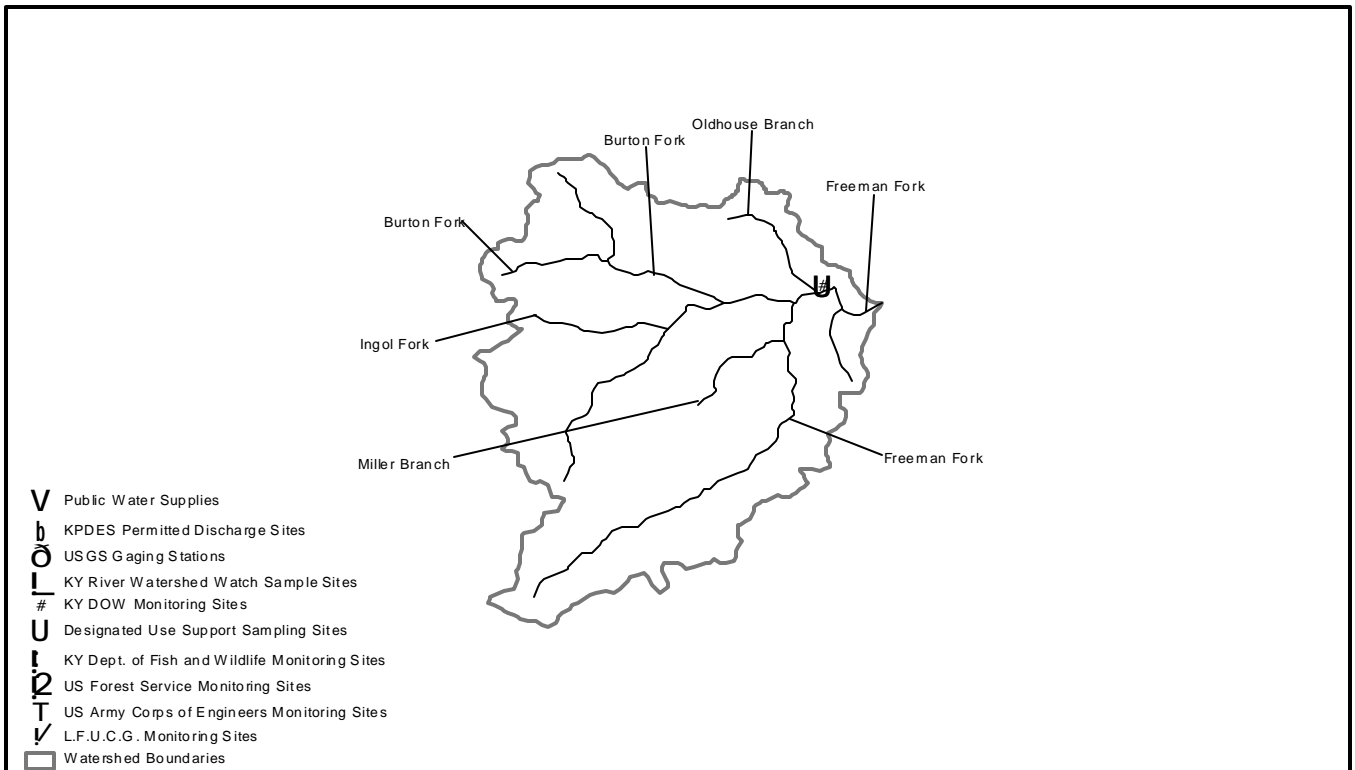 Oldhouse Branch
Burton Fork
Freeman Fork
Burton Fork
U
#
Ingol Fork
Miller Branch
Freeman Fork
V Public Water Supplies
KPDES Permitted Discharge Sites
USGS Gaging Stations
KY River Watershed Watch Sample Sites
# KY DOW Monitoring Sites
U Designated Use Support Sampling Sites
KY Dept. of Fish and Wildlife Monitoring Sites
US Forest Service Monitoring Sites
T US Army Corps of Engineers Monitoring Sites
L.F.U.C.G. Monitoring Sites
Watershed Boundaries